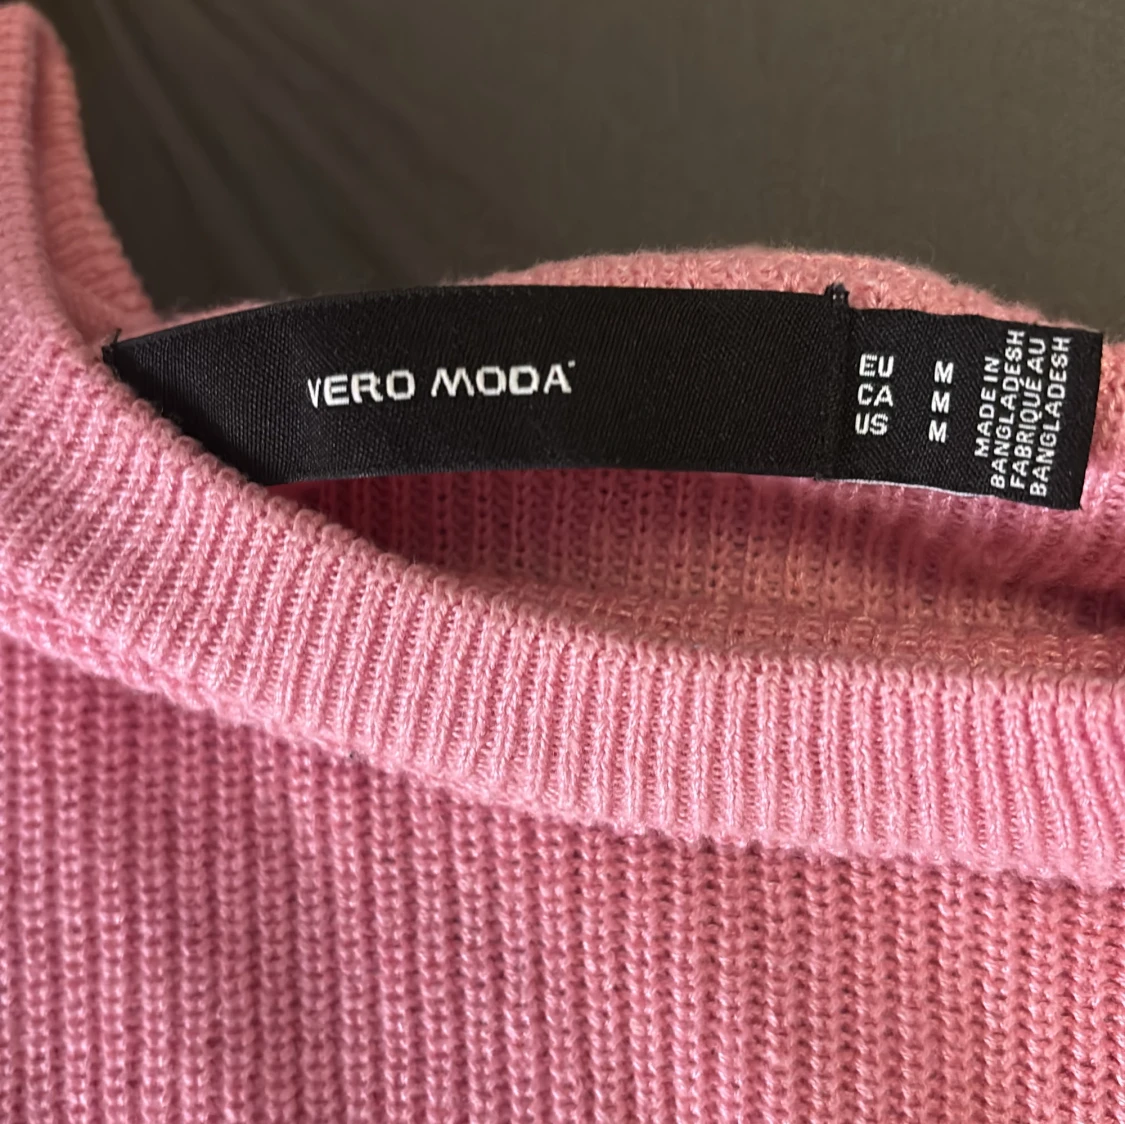 VERO MODA
EU M
CA M
US M
MADE IN
BANGLADESH
FABRIQUÉ AU
BANGLADESH